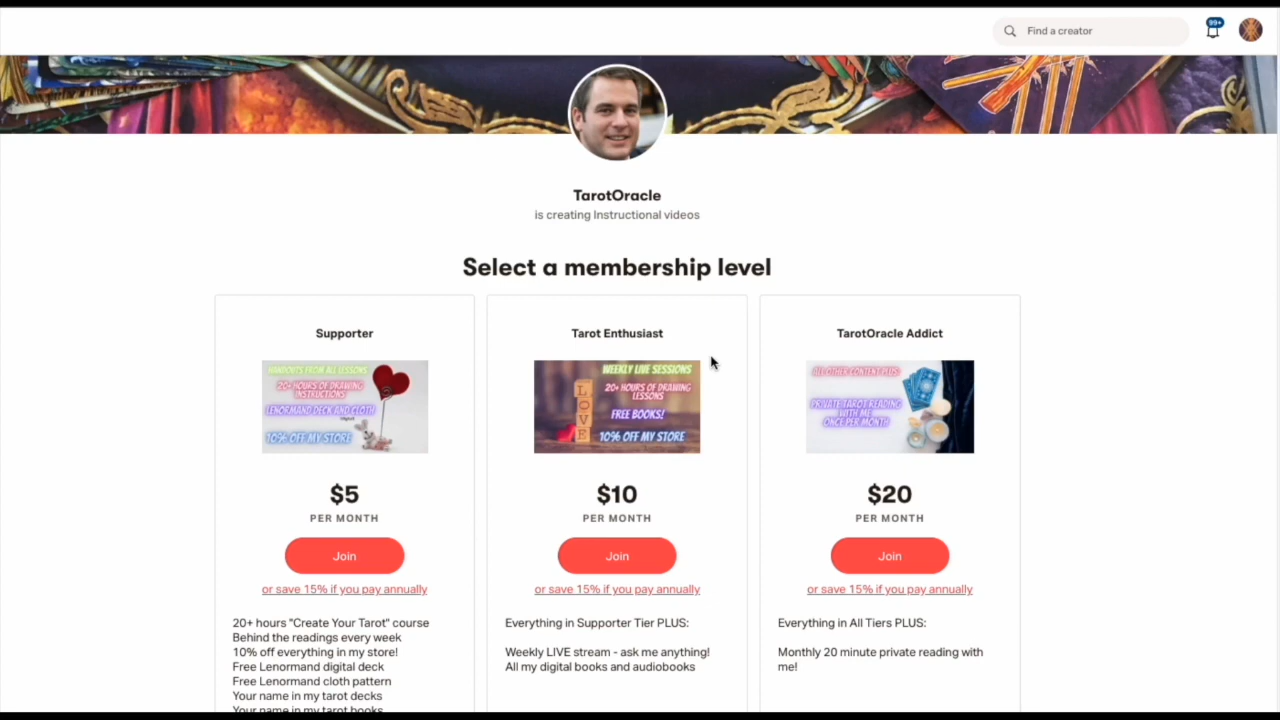 Find a creator
99+
TarotOracle
is creating Instructional videos
Select a membership level
Supporter
HANDOUTS FROM ALL LESSONS
20+ HOURS OF DRAWING
INSTRUCTIONS
LENORMAND DECK AND CLOTH
10% OFF MY STORE
$5
PER MONTH
Join
or save 15% if you pay annually
20+ hours "Create Your Tarot" course
Behind the readings every week
10% off everything in my store!
Free Lenormand digital deck
Free Lenormand cloth pattern
Your name in my tarot decks
Your name in my tarot books
Tarot Enthusiast
WEEKLY LIVE SESSIONS
20+ HOURS OF DRAWING
LESSONS
FREE BOOKS!
10% OFF MY STORE
LOVE
$10
PER MONTH
Join
or save 15% if you pay annually
Everything in Supporter Tier PLUS:
Weekly LIVE stream - ask me anything!
All my digital books and audiobooks
TarotOracle Addict
ALL OTHER CONTENT PLUS:
PRIVATE TAROT READING
WITH ME
ONCE PER MONTH
$20
PER MONTH
Join
or save 15% if you pay annually
Everything in All Tiers PLUS:
Monthly 20 minute private reading with
me!